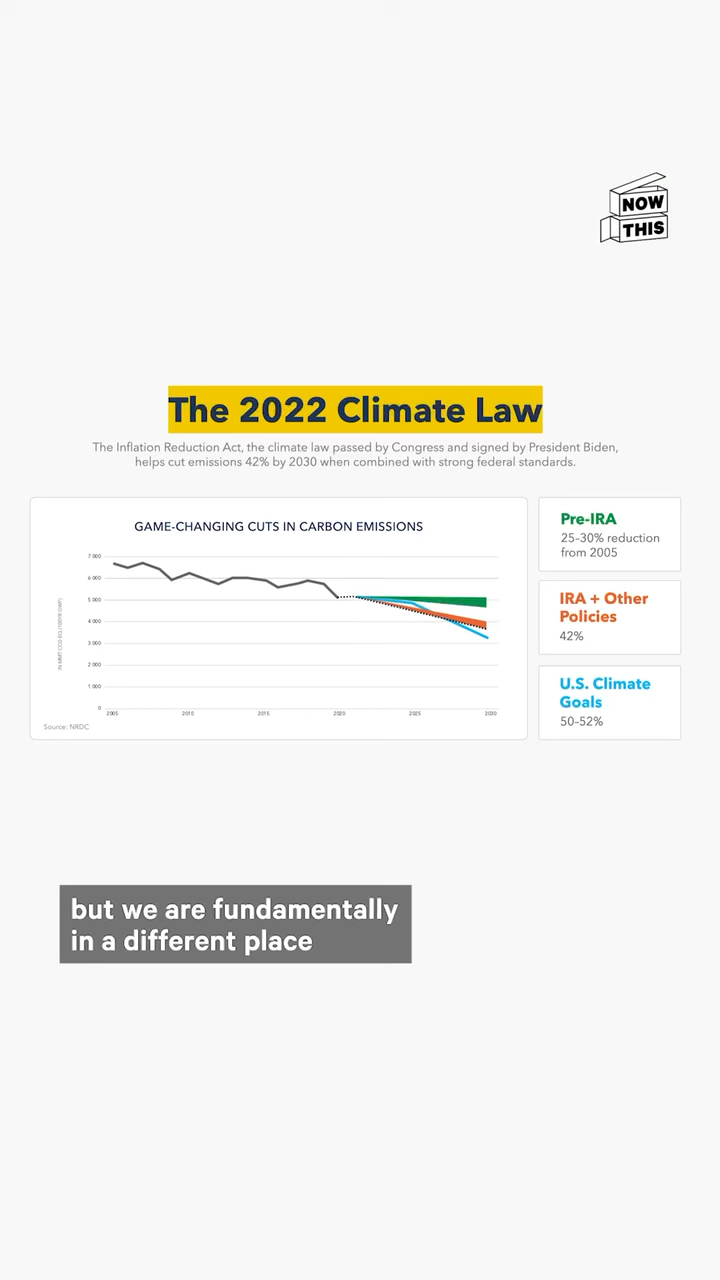 NOW
THIS
The 2022 Climate Law
The Inflation Reduction Act, the climate law passed by Congress and signed by President Biden,
helps cut emissions 42% by 2030 when combined with strong federal standards.
GAME-CHANGING CUTS IN CARBON EMISSIONS
7 000
6 000
5 000
4 000
3 000
2 000
1 000
0
2005
2010
2015
2020
2025
2030
Source: NRDC
Pre-IRA
25–30% reduction
from 2005
IRA + Other
Policies
42%
U.S. Climate
Goals
50–52%
but we are fundamentally
in a different place